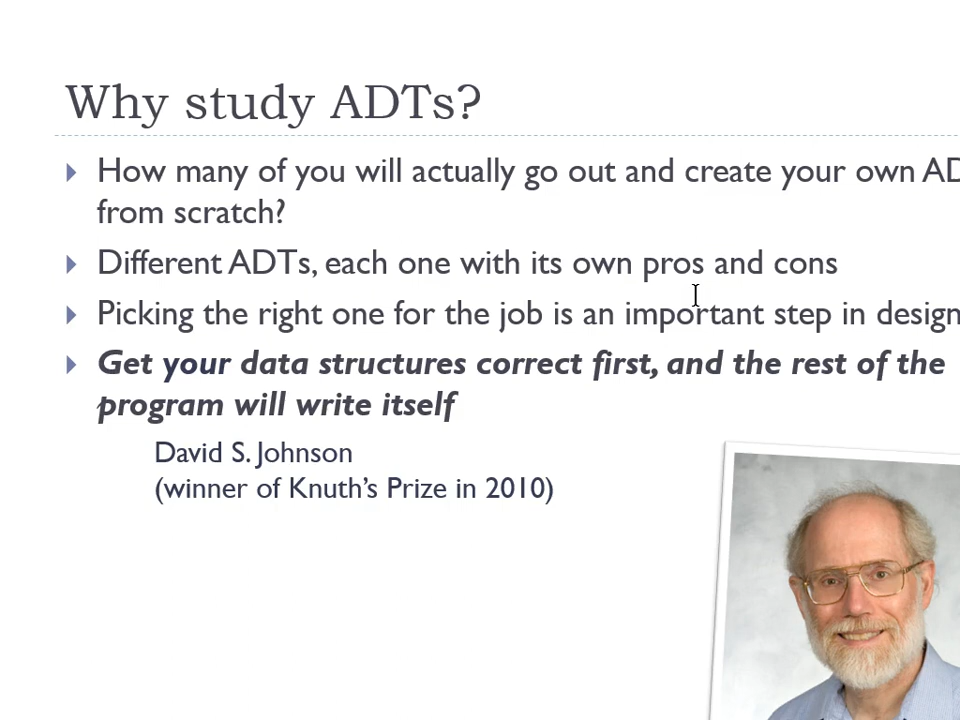 Why study ADTs?
How many of you will actually go out and create your own
from scratch?
Different ADTs, each one with its own pros and cons
Picking the right one for the job is an important step in design
Get your data structures correct first, and the rest of the
program will write itself
David S. Johnson
(winner of Knuth’s Prize in 2010)